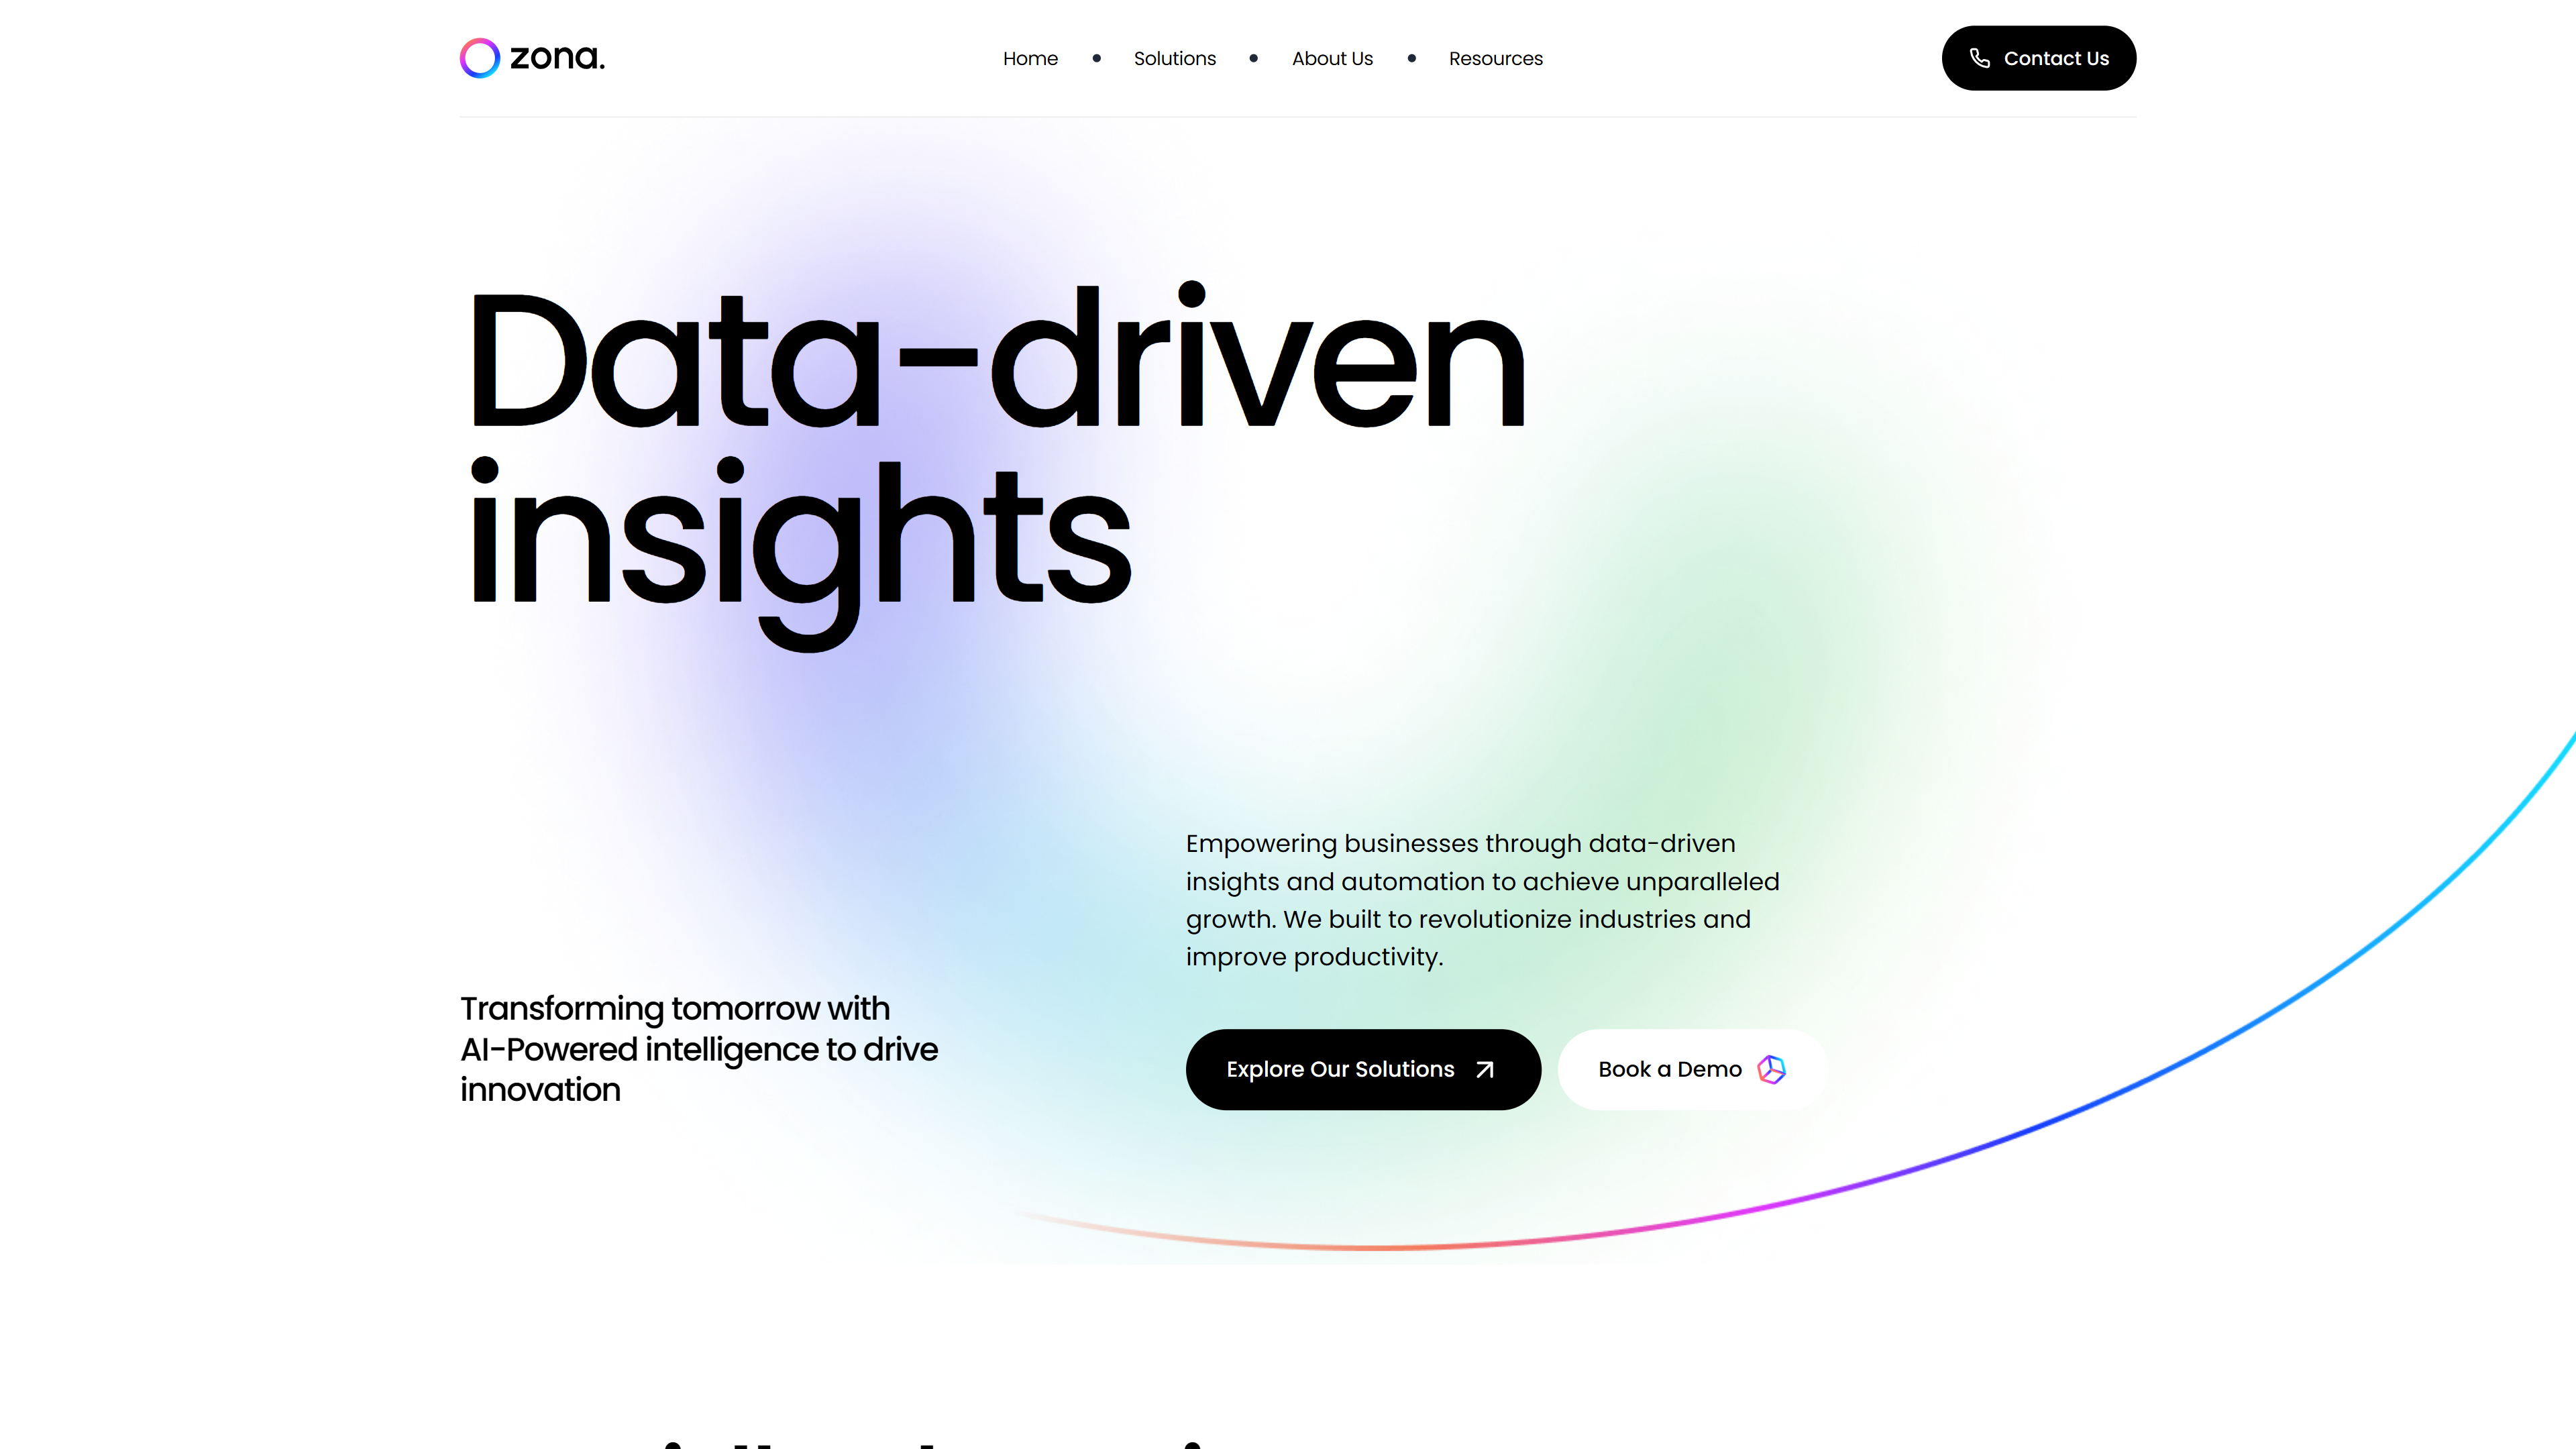 zona.
Home • Solutions • About Us • Resources
Contact Us
Data-driven
insights
Empowering businesses through data-driven
insights and automation to achieve unparalleled
growth. We built to revolutionize industries and
improve productivity.
Transforming tomorrow with
AI-Powered intelligence to drive
innovation
Explore Our Solutions
Book a Demo